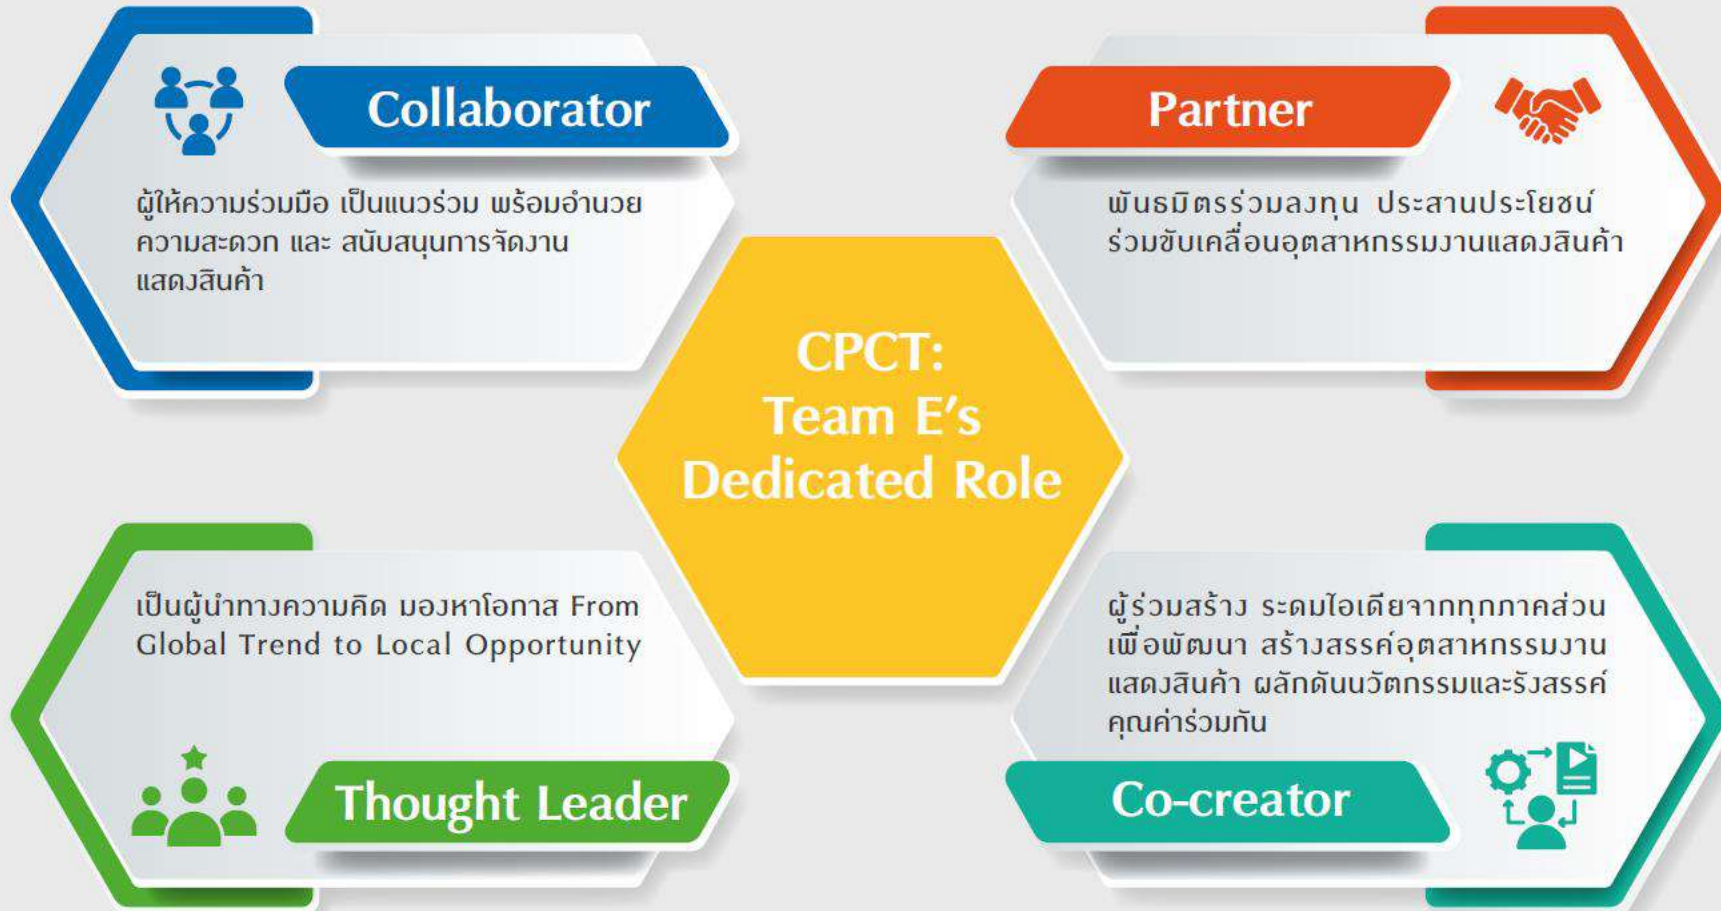 Collaborator
ผู้ให้ความร่วมมือ เป็นแนวร่วม พร้อมอำนวย
ความสะดวก และ สนับสนุนการจัดงาน
แสดงสินค้า
Partner
พันธมิตรร่วมลงทุน ประสานประโยชน์
ร่วมขับเคลื่อนอุตสาหกรรมงานแสดงสินค้า
CPCT:
Team E's
Dedicated Role
เป็นผู้นำทางความคิด มองหาโอกาส From
Global Trend to Local Opportunity
Thought Leader
ผู้ร่วมสร้าง ระดมไอเดียจากทุกภาคส่วน
เพื่อพัฒนา สร้างสรรค์อุตสาหกรรมงาน
แสดงสินค้า ผลักดันนวัตกรรมและรังสรรค์
คุณค่าร่วมกัน
Co-creator